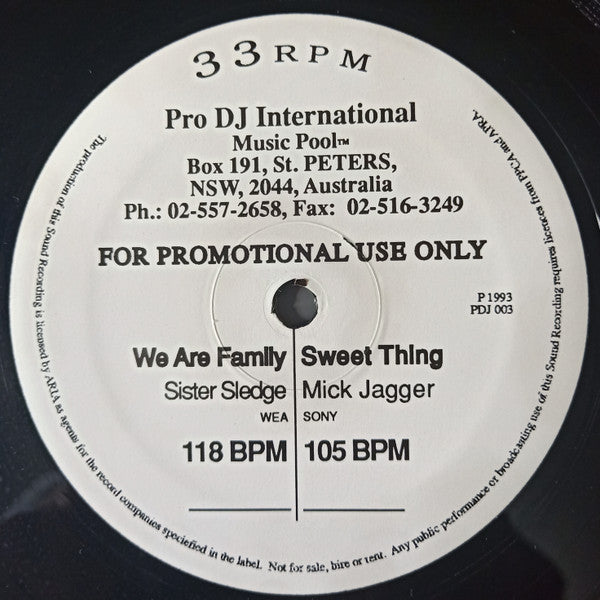 33 RPM
Pro DJ International
Music Pool™
Box 191, St. PETERS,
NSW, 2044, Australia
Ph.: 02-557-2658, Fax: 02-516-3249
FOR PROMOTIONAL USE ONLY
P 1993
PDJ 003
We Are Family Sweet Thing
Sister Sledge Mick Jagger
WEA SONY
118 BPM 105 BPM
The production of this Sound Recording is licensed by ARIA as agents for the record companies speciefied in the label. Not for sale, hire or rent. Any public performance or broadcasting use of this Sound Recording requires licences from PPCA and APRA.